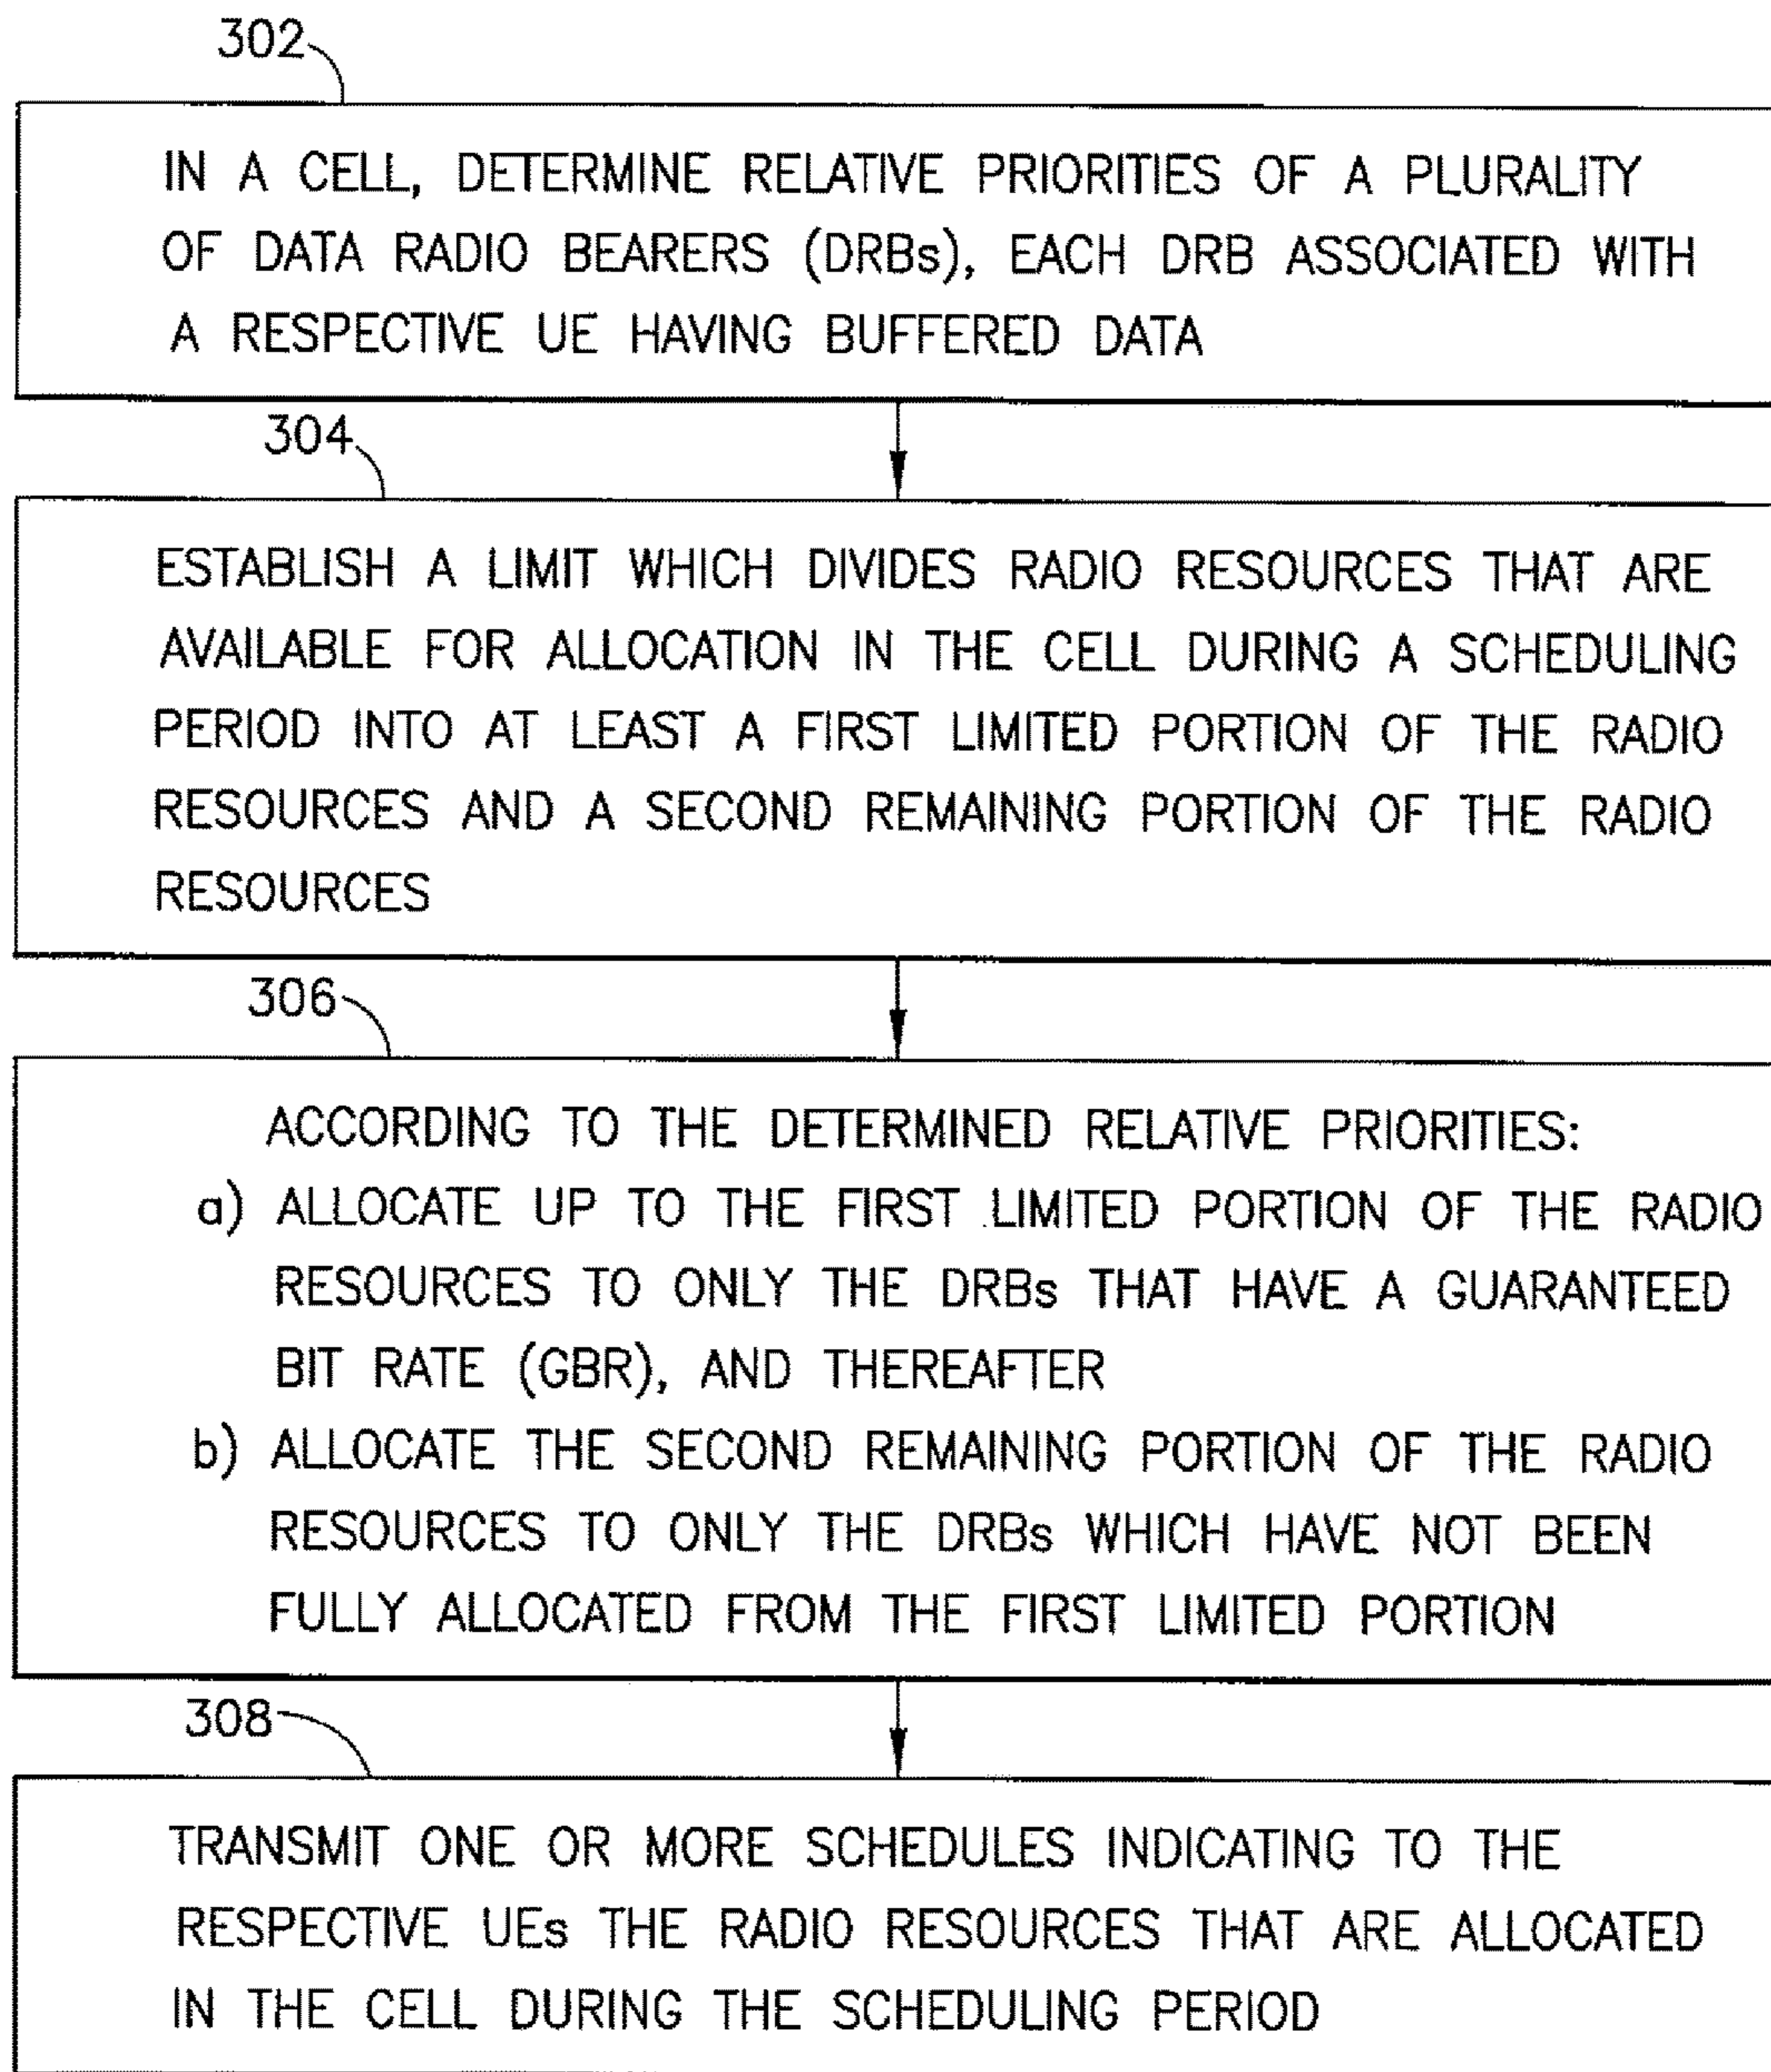 302
IN A CELL, DETERMINE RELATIVE PRIORITIES OF A PLURALITY
OF DATA RADIO BEARERS (DRBs), EACH DRB ASSOCIATED WITH
A RESPECTIVE UE HAVING BUFFERED DATA
304
ESTABLISH A LIMIT WHICH DIVIDES RADIO RESOURCES THAT ARE
AVAILABLE FOR ALLOCATION IN THE CELL DURING A SCHEDULING
PERIOD INTO AT LEAST A FIRST LIMITED PORTION OF THE RADIO
RESOURCES AND A SECOND REMAINING PORTION OF THE RADIO
RESOURCES
306
ACCORDING TO THE DETERMINED RELATIVE PRIORITIES:
a) ALLOCATE UP TO THE FIRST LIMITED PORTION OF THE RADIO
RESOURCES TO ONLY THE DRBs THAT HAVE A GUARANTEED
BIT RATE (GBR), AND THEREAFTER
b) ALLOCATE THE SECOND REMAINING PORTION OF THE RADIO
RESOURCES TO ONLY THE DRBs WHICH HAVE NOT BEEN
FULLY ALLOCATED FROM THE FIRST LIMITED PORTION
308
TRANSMIT ONE OR MORE SCHEDULES INDICATING TO THE
RESPECTIVE UEs THE RADIO RESOURCES THAT ARE ALLOCATED
IN THE CELL DURING THE SCHEDULING PERIOD